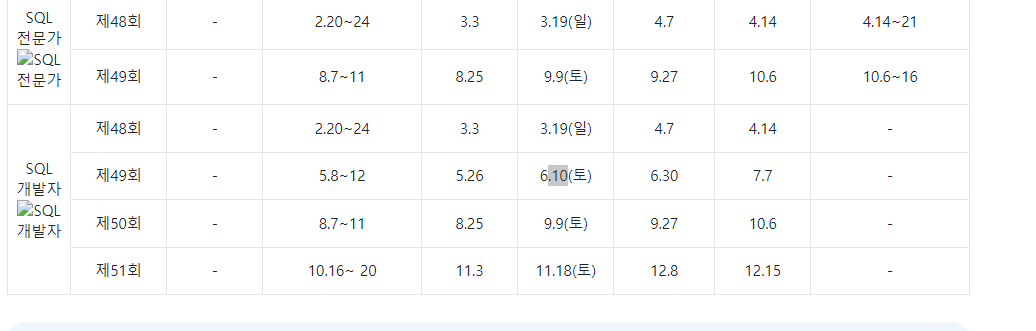 SQL
전문가
SQL
전문가
제48회 - 2.20~24 3.3 3.19(일) 4.7 4.14 4.14~21
제49회 - 8.7~11 8.25 9.9(토) 9.27 10.6 10.6~16
SQL
개발자
SQL
개발자
제48회 - 2.20~24 3.3 3.19(일) 4.7 4.14 -
제49회 - 5.8~12 5.26 6.10(토) 6.30 7.7 -
제50회 - 8.7~11 8.25 9.9(토) 9.27 10.6 -
제51회 - 10.16~ 20 11.3 11.18(토) 12.8 12.15 -